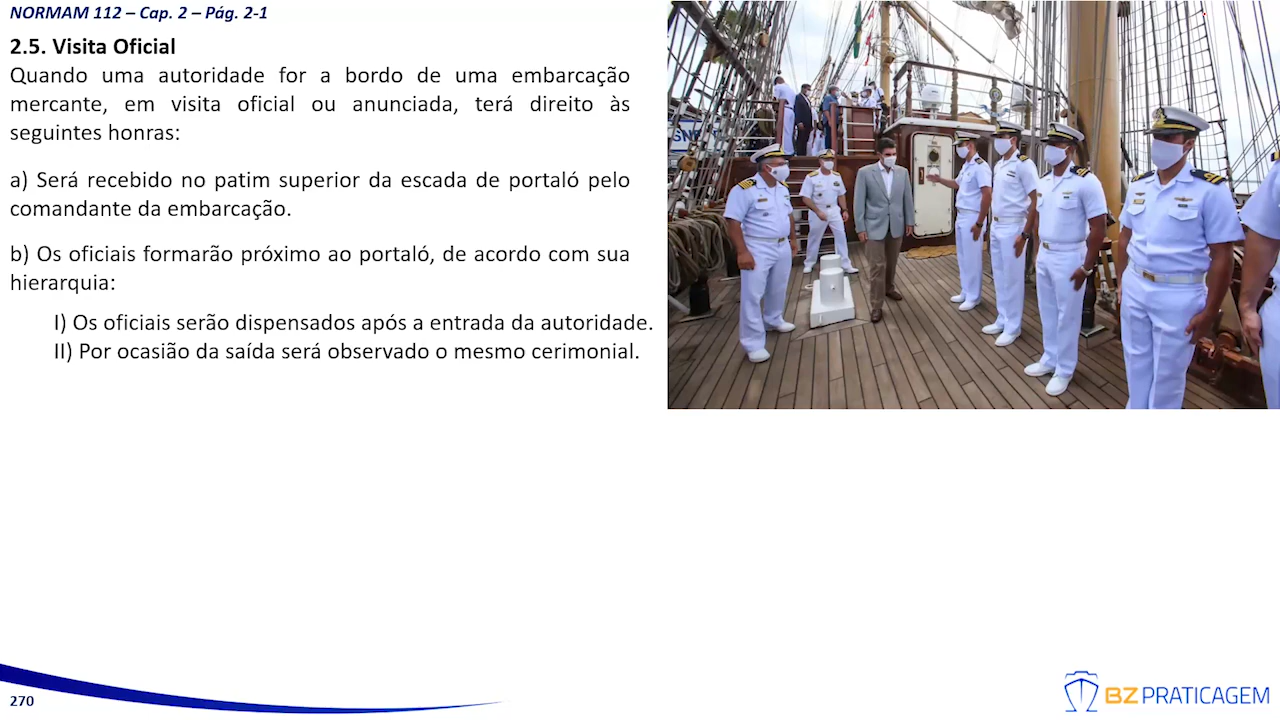 NORMAM 112 – Cap. 2 – Pág. 2-1
2.5. Visita Oficial
Quando uma autoridade for a bordo de uma embarcação
mercante, em visita oficial ou anunciada, terá direito às
seguintes honras:
a) Será recebido no patim superior da escada de portaló pelo
comandante da embarcação.
b) Os oficiais formarão próximo ao portaló, de acordo com sua
hierarquia:
I) Os oficiais serão dispensados após a entrada da autoridade.
II) Por ocasião da saída será observado o mesmo cerimonial.
270
BZPRATICAGEM